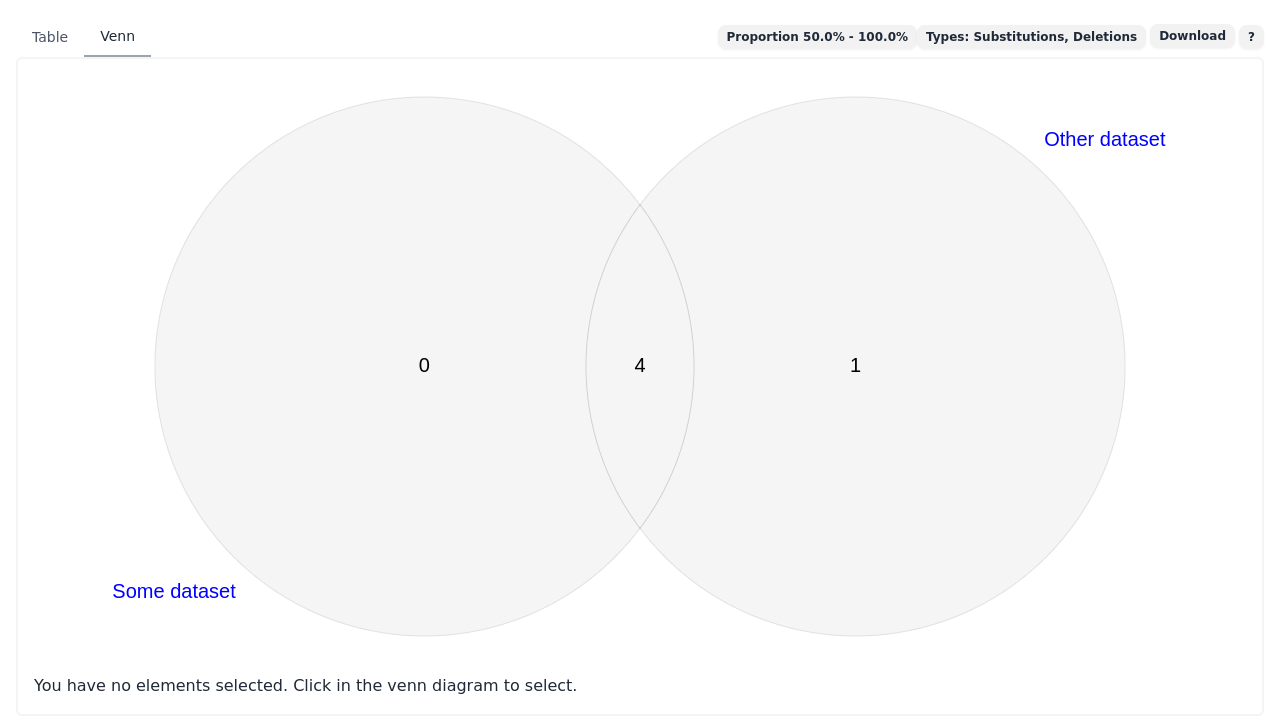 Table
Venn
Proportion 50.0% - 100.0%
Types: Substitutions, Deletions
Download
?
Other dataset
0
4
1
Some dataset
You have no elements selected. Click in the venn diagram to select.